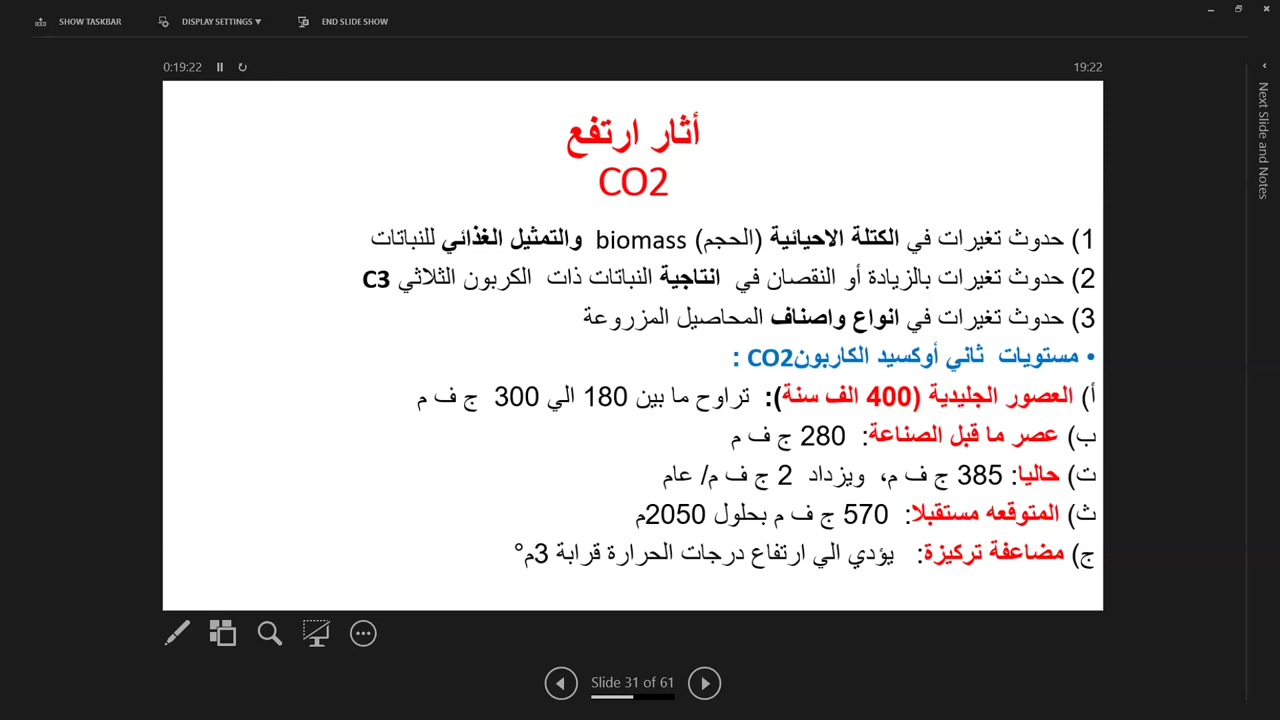 SHOW TASKBAR
DISPLAY SETTINGS
END SLIDE SHOW
0:19:22
19:22
Next Slide and Notes
أثار ارتفع
CO2
1) حدوث تغيرات في الكتلة الاحيائية (الحجم) biomass والتمثيل الغذائي للنباتات
2) حدوث تغيرات بالزيادة أو النقصان في انتاجية النباتات ذات الكربون الثلاثي C3
3) حدوث تغيرات في انواع واصناف المحاصيل المزروعة
• مستويات ثاني أوكسيد الكاربونCO2 :
أ) العصور الجليدية (400 الف سنة): تراوح ما بين 180 الي 300 ج ف م
ب) عصر ما قبل الصناعة: 280 ج ف م
ت) حاليا: 385 ج ف م، ويزداد 2 ج ف م/ عام
ث) المتوقعه مستقبلا: 570 ج ف م بحلول 2050م
ج) مضاعفة تركيزة: يؤدي الي ارتفاع درجات الحرارة قرابة 3م°
Slide 31 of 61